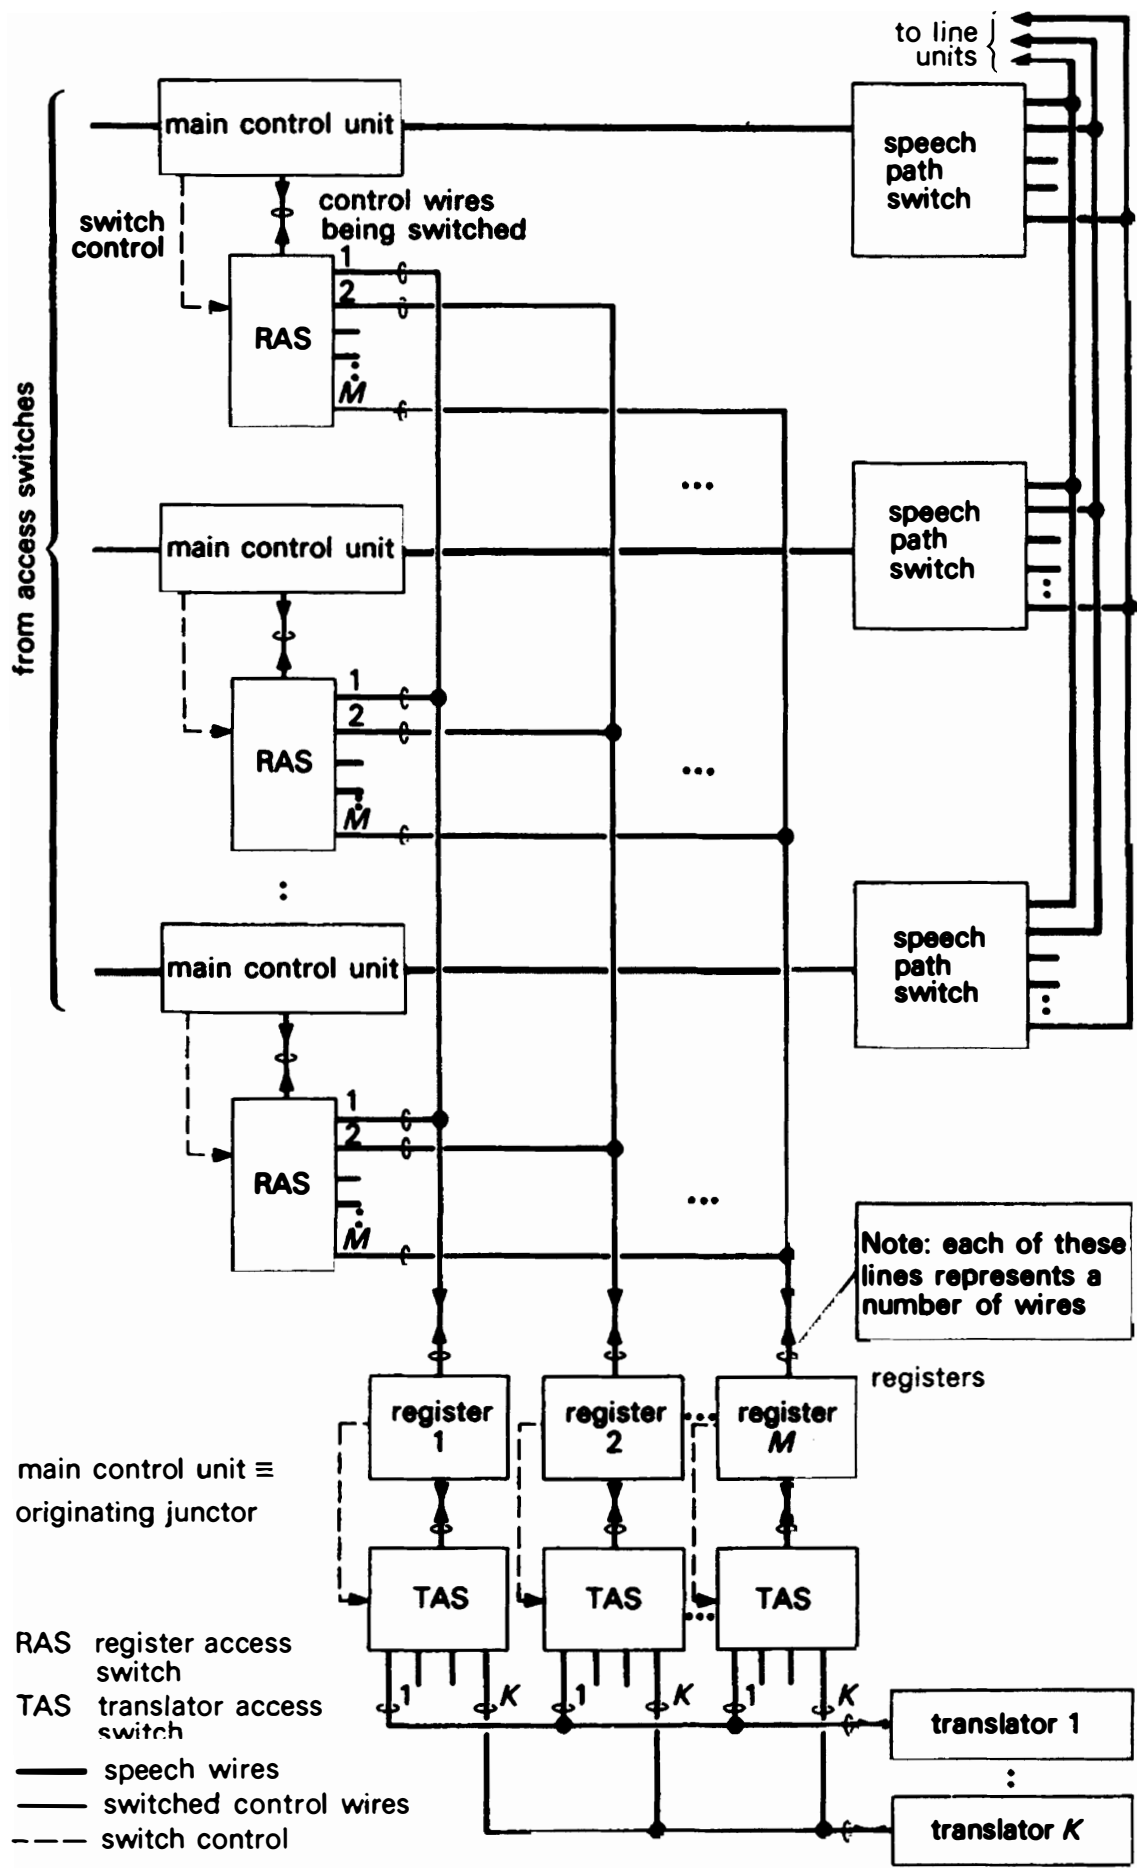 to line
units
main control unit
speech
path
switch
switch
control
control wires
being switched
1
2
RAS
M
from access switches
...
main control unit
speech
path
switch
1
2
RAS
...
M
main control unit
speech
path
switch
1
2
RAS
...
M
Note: each of these
lines represents a
number of wires
registers
register
1
register
2
...
register
M
main control unit ≡
originating junctor
TAS
TAS
...
TAS
RAS register access
switch
TAS translator access
switch
1
K
1
K
1
K
translator 1
speech wires
switched control wires
switch control
translator K